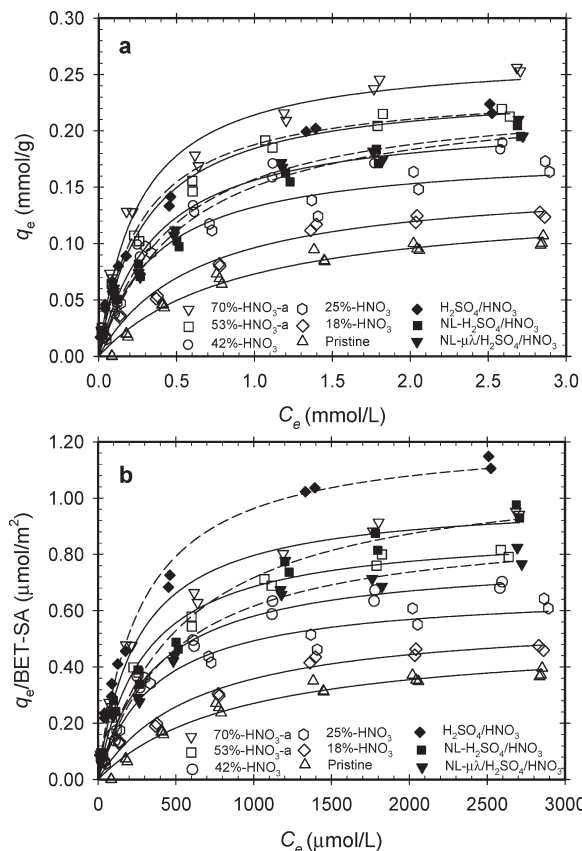 a
0.30
0.25
0.20
0.15
0.10
0.05
0.00
qe (mmol/g)
70%-HNO3-a 25%-HNO3 H2SO4/HNO3
53%-HNO3-a 18%-HNO3 NL-H2SO4/HNO3
42%-HNO3 Pristine NL-μλ/H2SO4/HNO3
0.0 0.5 1.0 1.5 2.0 2.5 3.0
Ce (mmol/L)
b
1.20
1.00
0.80
0.60
0.40
0.20
0.00
qe/BET-SA (μmol/m2)
70%-HNO3-a 25%-HNO3 H2SO4/HNO3
53%-HNO3-a 18%-HNO3 NL-H2SO4/HNO3
42%-HNO3 Pristine NL-μλ/H2SO4/HNO3
0 500 1000 1500 2000 2500 3000
Ce (μmol/L)